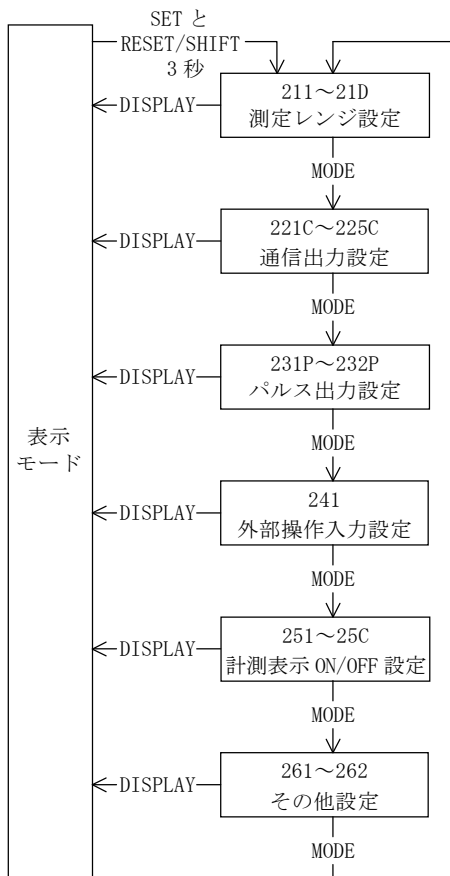 SET と
RESET/SHIFT
3 秒
211～21D
測定レンジ設定
DISPLAY
MODE
221C～225C
通信出力設定
DISPLAY
MODE
231P～232P
パルス出力設定
DISPLAY
MODE
表示
モード
241
外部操作入力設定
DISPLAY
MODE
251～25C
計測表示 ON/OFF 設定
DISPLAY
MODE
261～262
その他設定
DISPLAY
MODE